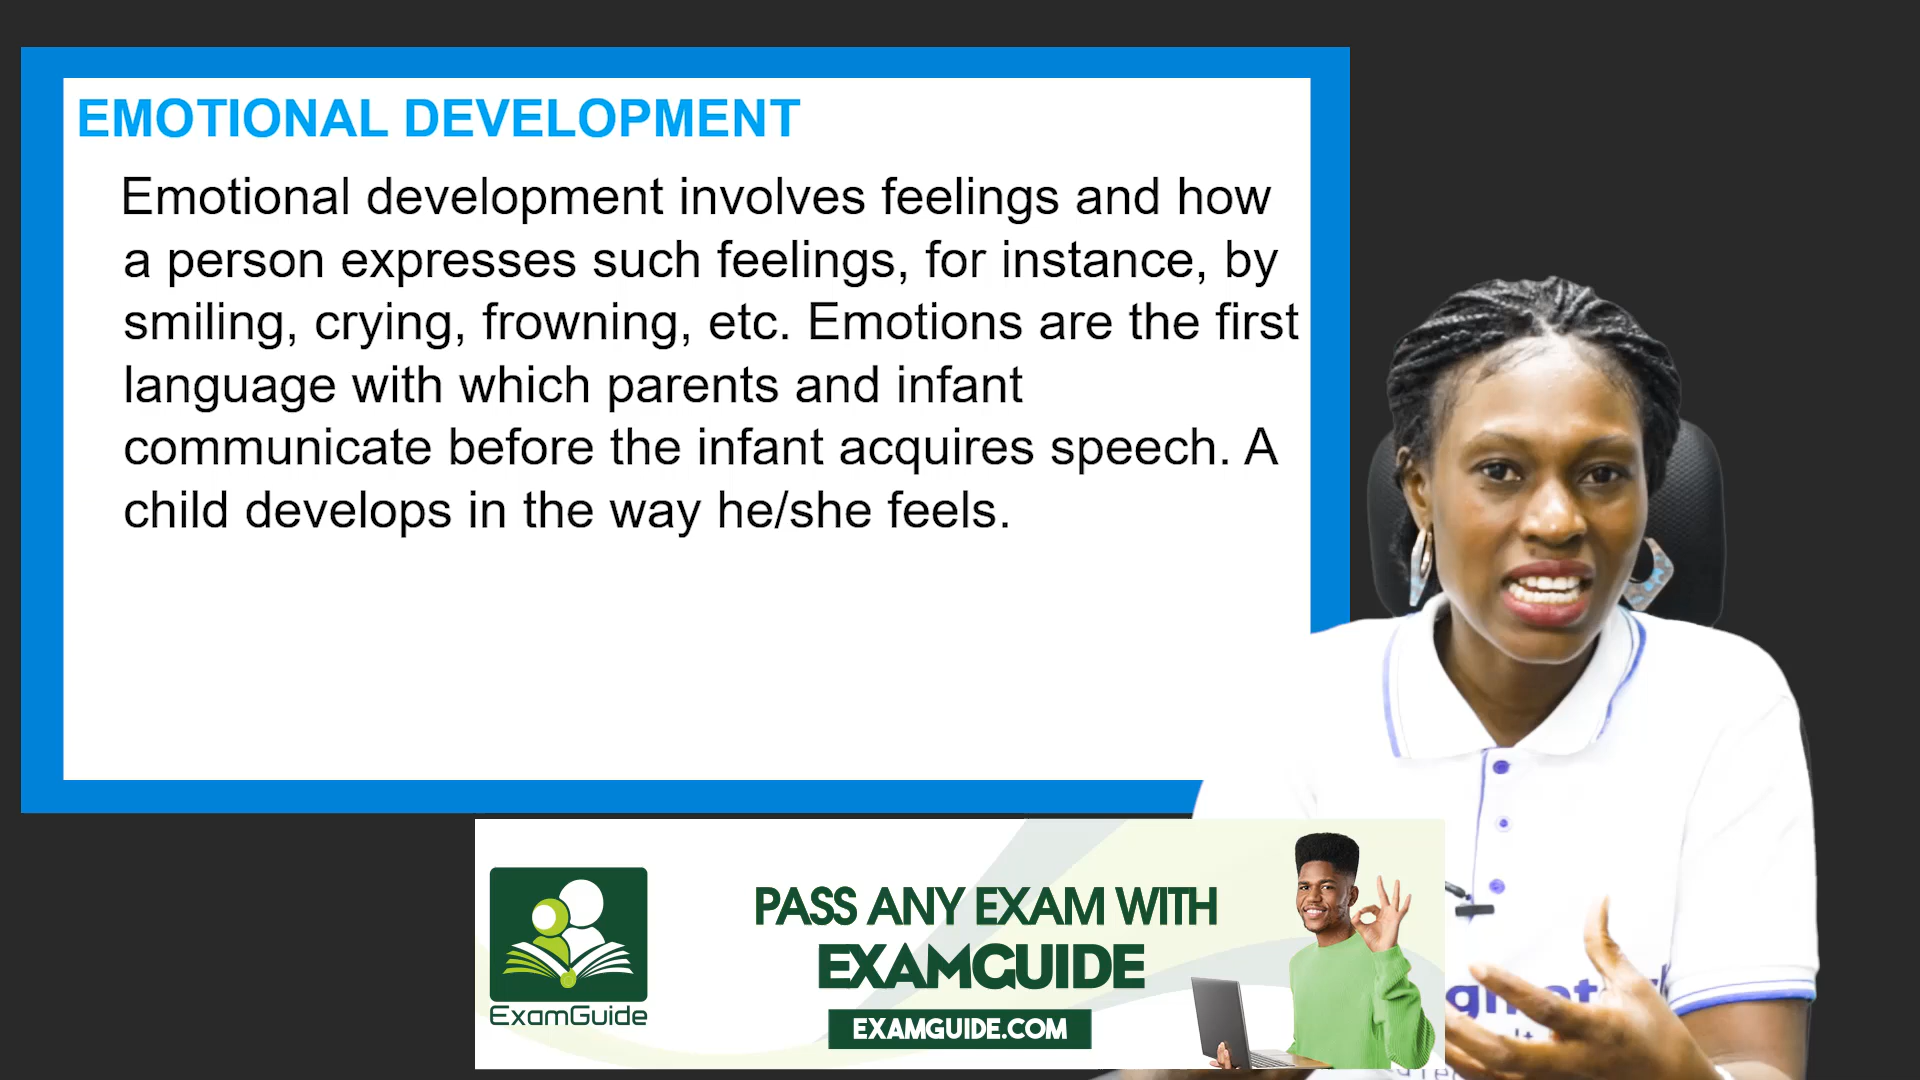 EMOTIONAL DEVELOPMENT
Emotional development involves feelings and how
a person expresses such feelings, for instance, by
smiling, crying, frowning, etc. Emotions are the first
language with which parents and infant
communicate before the infant acquires speech. A
child develops in the way he/she feels.
ExamGuide
PASS ANY EXAM WITH
EXAMGUIDE
EXAMGUIDE.COM